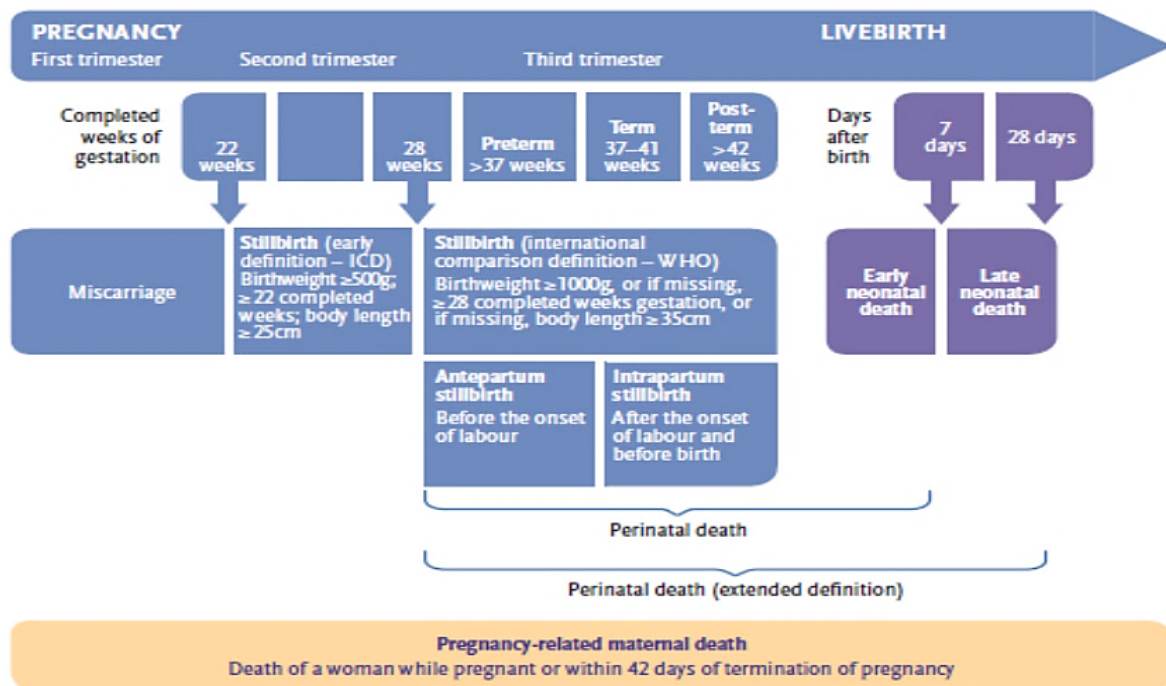 PREGNANCY
LIVEBIRTH
First trimester
Second trimester
Third trimester
Completed
weeks of
gestation
22
weeks
28
weeks
Preterm
>37 weeks
Term
37–41
weeks
Post-
term
>42
weeks
Days
after
birth
7
days
28 days
Miscarriage
Stillbirth (early
definition – ICD)
Birthweight ≥500g;
≥22 completed
weeks; body length
≥25cm
Stillbirth (international
comparison definition – WHO)
Birthweight ≥1000g, or if missing,
≥28 completed weeks gestation, or
if missing, body length ≥35cm
Early
neonatal
death
Late
neonatal
death
Antepartum
stillbirth
Before the onset
of labour
Intrapartum
stillbirth
After the onset
of labour and
before birth
Perinatal death
Perinatal death (extended definition)
Pregnancy-related maternal death
Death of a woman while pregnant or within 42 days of termination of pregnancy